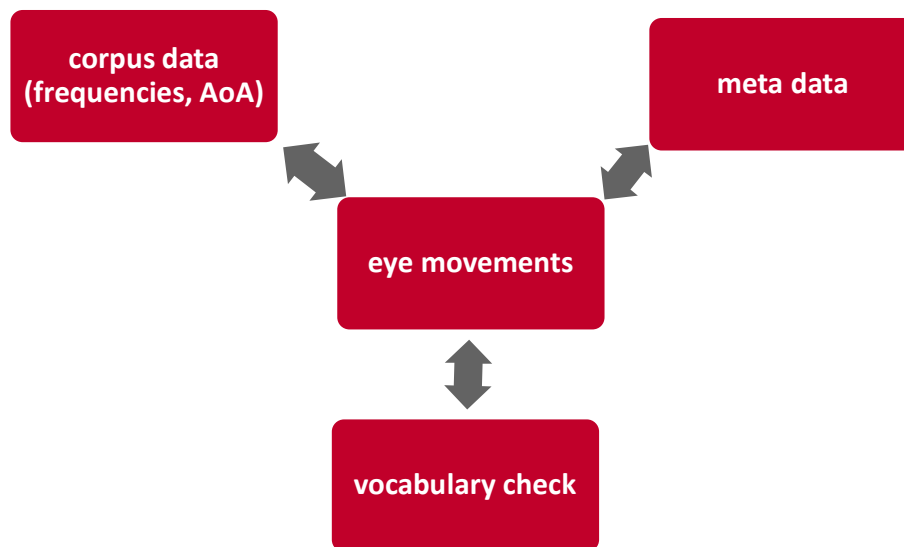 corpus data
(frequencies, AoA)
meta data
eye movements
vocabulary check